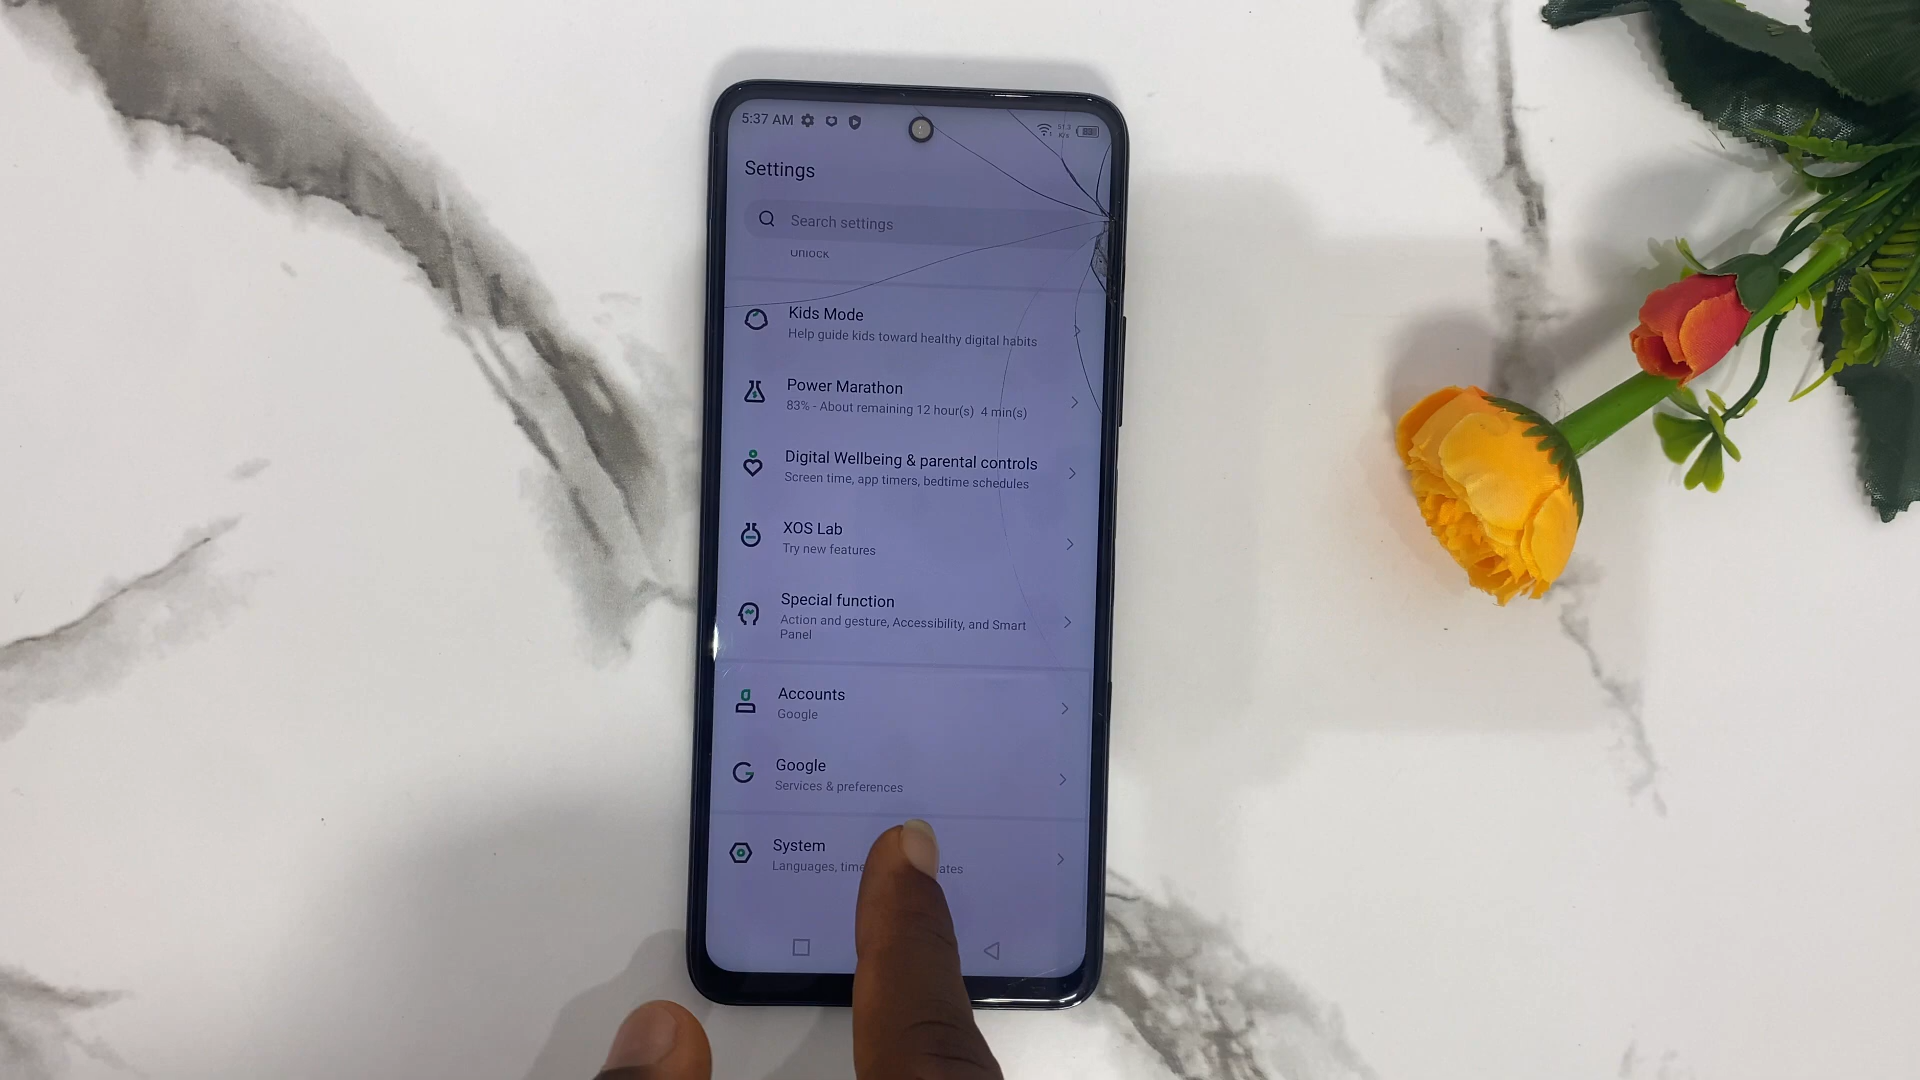 5:37 AM
51.3
K/s
83
Settings
Search settings
Unlock
Kids Mode
Help guide kids toward healthy digital habits
Power Marathon
83% - About remaining 12 hour(s) 4 min(s)
Digital Wellbeing & parental controls
Screen time, app timers, bedtime schedules
XOS Lab
Try new features
Special function
Action and gesture, Accessibility, and Smart
Panel
Accounts
Google
Google
Services & preferences
System
Languages, time